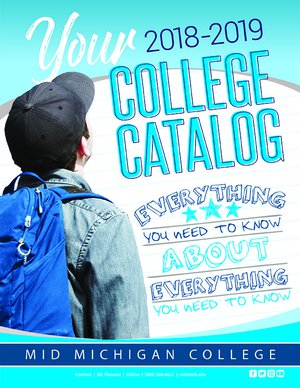 Your 2018-2019
COLLEGE
CATALOG
EVERYTHING
YOU NEED TO KNOW
ABOUT
EVERYTHING
YOU NEED TO KNOW
MID MICHIGAN COLLEGE